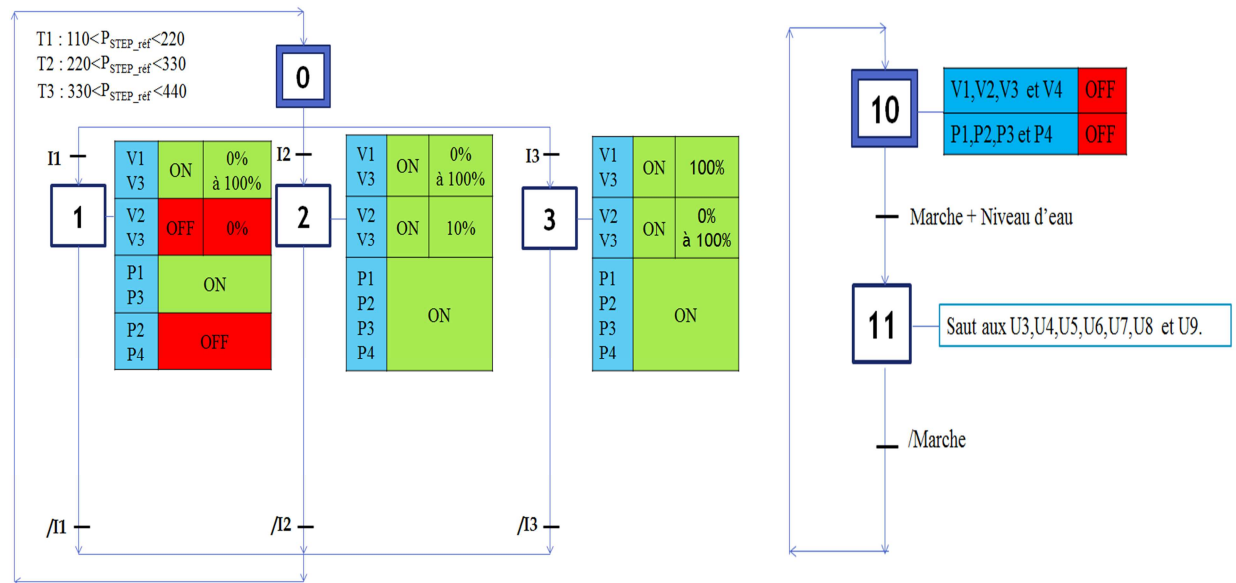 T1 : 110<P_STEP_réf<220
T2 : 220<P_STEP_réf<330
T3 : 330<P_STEP_réf<440
0
I1
1
V1
V3
ON
0%
à 100%
V2
V3
OFF
0%
P1
P3
ON
P2
P4
OFF
I2
2
V1
V3
ON
0%
à 100%
V2
V3
ON
10%
P1
P2
P3
P4
ON
I3
3
V1
V3
ON
100%
V2
V3
ON
0%
à 100%
P1
P2
P3
P4
ON
/I1
/I2
/I3
10
V1,V2,V3 et V4 OFF
P1,P2,P3 et P4 OFF
Marche + Niveau d'eau
11
Saut aux U3,U4,U5,U6,U7,U8 et U9.
/Marche